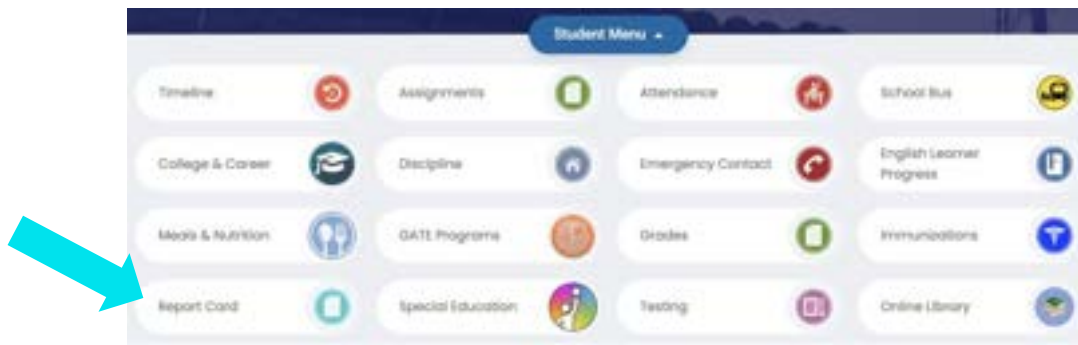 Student Menu
Timeline
Assignments
Attendance
School Bus
College & Career
Discipline
Emergency Contact
English Learner
Progress
Meals & Nutrition
GATE Programs
Grades
Immunizations
Report Card
Special Education
Testing
Online Library